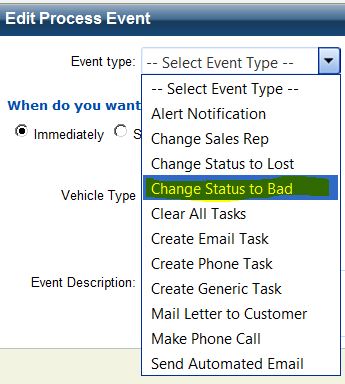 Edit Process Event
Event type: -- Select Event Type --
-- Select Event Type --
Alert Notification
Change Sales Rep
Change Status to Lost
Change Status to Bad
Clear All Tasks
Create Email Task
Create Phone Task
Create Generic Task
Mail Letter to Customer
Make Phone Call
Send Automated Email
When do you want
Immediately
Vehicle Type
Event Description: